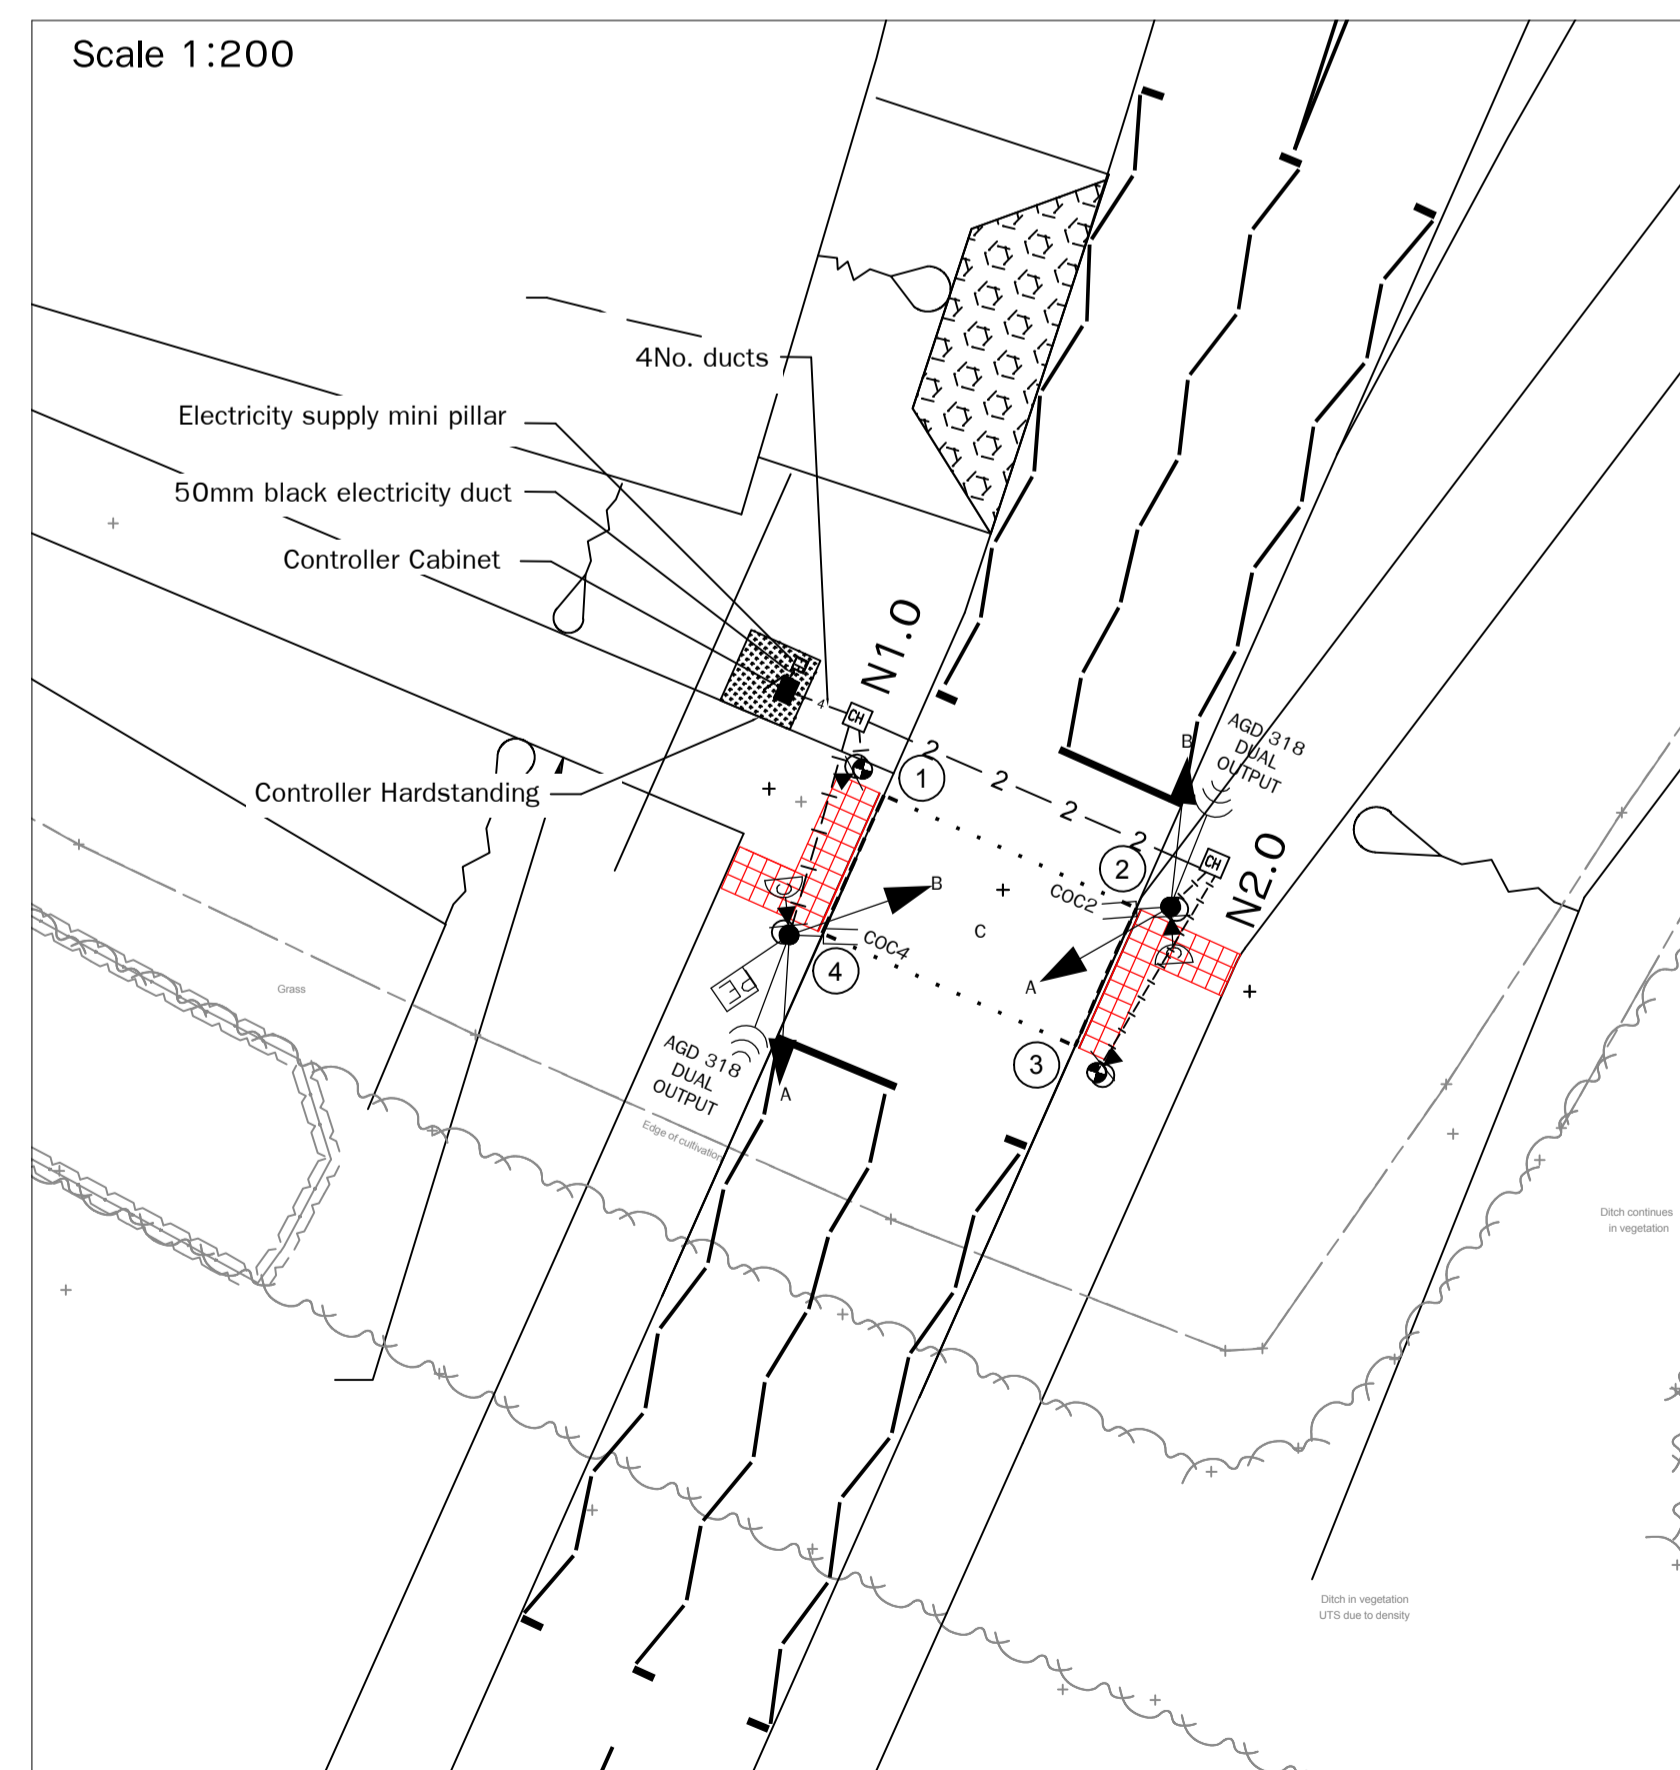 Scale 1:200
4No. ducts
Electricity supply mini pillar
50mm black electricity duct
Controller Cabinet
N1.0
4
CH
2
1
2
2
2
B
AGD 318
DUAL
OUTPUT
Controller Hardstanding
CH
N2.0
2
COC2
B
C
COC4
4
A
Grass
AGD 318
DUAL
OUTPUT
3
A
Edge of cultivation
Ditch continues
in vegetation
Ditch in vegetation
UTS due to density